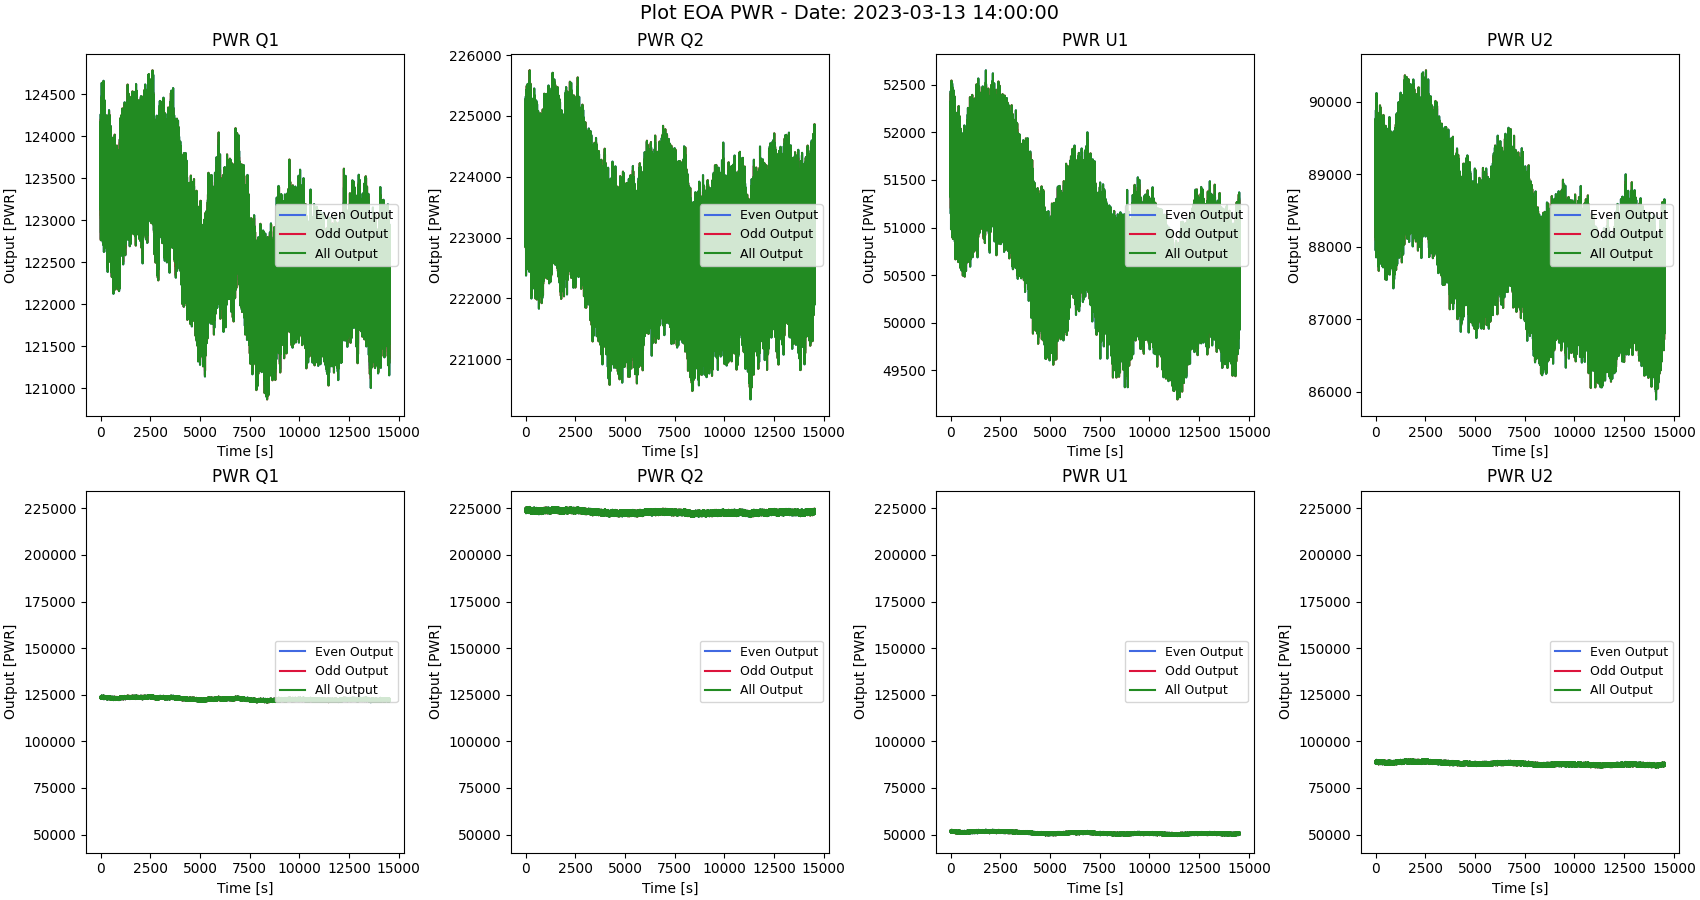 Plot EOA PWR - Date: 2023-03-13 14:00:00
PWR Q1
Output [PWR]
124500
124000
123500
123000
122500
122000
121500
121000
0 2500 5000 7500 10000 12500 15000
Time [s]
Even Output
Odd Output
All Output
PWR Q2
Output [PWR]
226000
225000
224000
223000
222000
221000
0 2500 5000 7500 10000 12500 15000
Time [s]
Even Output
Odd Output
All Output
PWR U1
Output [PWR]
52500
52000
51500
51000
50500
50000
49500
0 2500 5000 7500 10000 12500 15000
Time [s]
Even Output
Odd Output
All Output
PWR U2
Output [PWR]
90000
89000
88000
87000
86000
0 2500 5000 7500 10000 12500 15000
Time [s]
Even Output
Odd Output
All Output
PWR Q1
Output [PWR]
225000
200000
175000
150000
125000
100000
75000
50000
0 2500 5000 7500 10000 12500 15000
Time [s]
Even Output
Odd Output
All Output
PWR Q2
Output [PWR]
225000
200000
175000
150000
125000
100000
75000
50000
0 2500 5000 7500 10000 12500 15000
Time [s]
Even Output
Odd Output
All Output
PWR U1
Output [PWR]
225000
200000
175000
150000
125000
100000
75000
50000
0 2500 5000 7500 10000 12500 15000
Time [s]
Even Output
Odd Output
All Output
PWR U2
Output [PWR]
225000
200000
175000
150000
125000
100000
75000
50000
0 2500 5000 7500 10000 12500 15000
Time [s]
Even Output
Odd Output
All Output